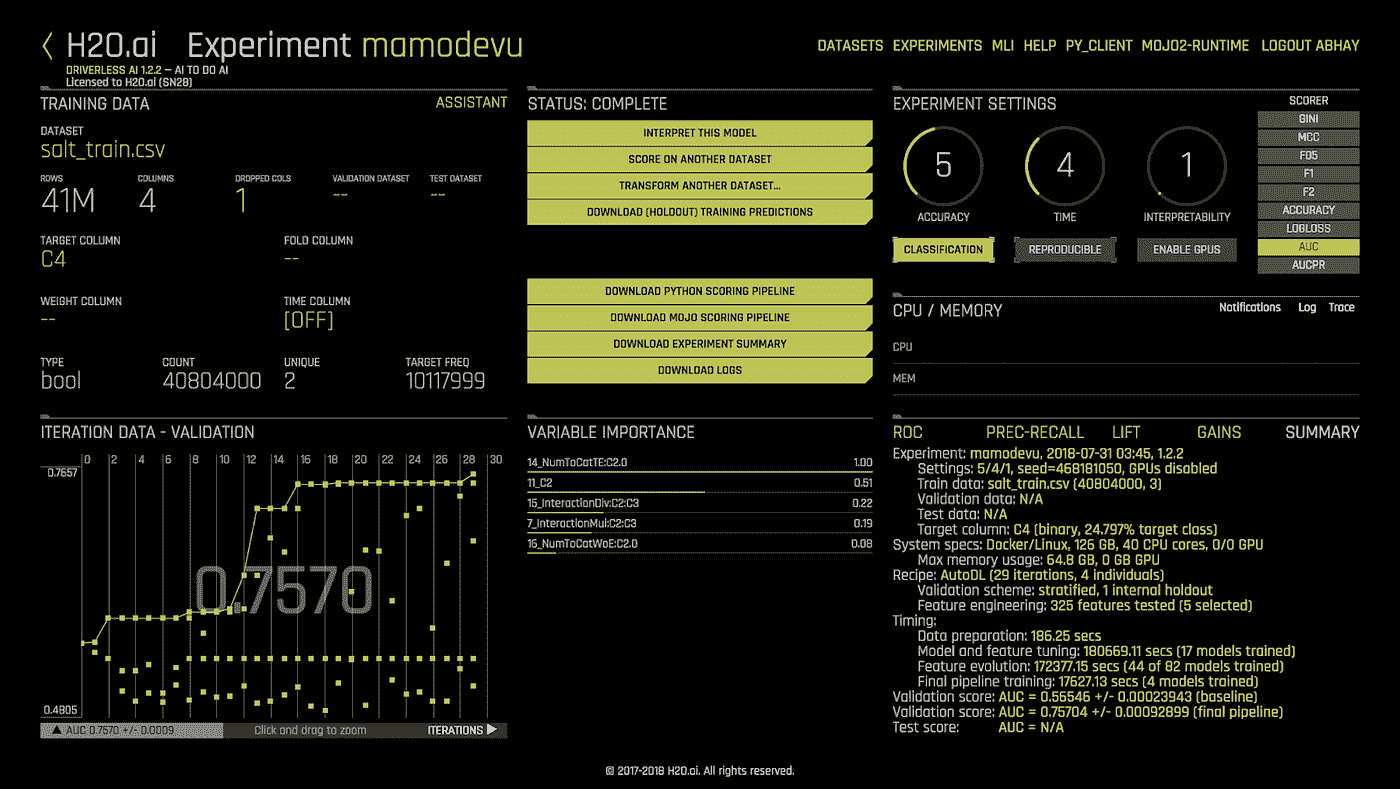 H2O.ai Experiment mamodevu
DATASETS EXPERIMENTS MLI HELP PY_CLIENT MOJO2-RUNTIME LOGOUT ABHAY
DRIVERLESS AI 1.2.2 – AI TO DO AI
Licensed to H2O.ai (SN28)
TRAINING DATA
ASSISTANT
DATASET
salt_train.csv
ROWS COLUMNS DROPPED COLS VALIDATION DATASET TEST DATASET
41M 4 1 -- --
TARGET COLUMN FOLD COLUMN
C4 --
WEIGHT COLUMN TIME COLUMN
-- [OFF]
TYPE COUNT UNIQUE TARGET FREQ
bool 40804000 2 10117999
STATUS: COMPLETE
INTERPRET THIS MODEL
SCORE ON ANOTHER DATASET
TRANSFORM ANOTHER DATASET...
DOWNLOAD (HOLDOUT) TRAINING PREDICTIONS
DOWNLOAD PYTHON SCORING PIPELINE
DOWNLOAD MOJO SCORING PIPELINE
DOWNLOAD EXPERIMENT SUMMARY
DOWNLOAD LOGS
EXPERIMENT SETTINGS
5 4 1
ACCURACY TIME INTERPRETABILITY
CLASSIFICATION REPRODUCIBLE ENABLE GPUS
SCORER
GINI
MCC
F05
F1
F2
ACCURACY
LOGLOSS
AUC
AUCPR
CPU / MEMORY
Notifications Log Trace
CPU
MEM
ITERATION DATA - VALIDATION
0 2 4 6 8 10 12 14 16 18 20 22 24 26 28 30
0.7657
0.7570
0.4805
AUC 0.7570 +/- 0.0009 Click and drag to zoom ITERATIONS
VARIABLE IMPORTANCE
14_NumToCatTE:C2.0 1.00
11_C2 0.51
15_InteractionDiv:C2:C3 0.22
7_InteractionMul:C2:C3 0.19
16_NumToCatWoE:C2.0 0.08
ROC PREC-RECALL LIFT GAINS SUMMARY
Experiment: mamodevu, 2018-07-31 03:45, 1.2.2
Settings: 5/4/1, seed=468181050, GPUs disabled
Train data: salt_train.csv (40804000, 3)
Validation data: N/A
Test data: N/A
Target column: C4 (binary, 24.797% target class)
System specs: Docker/Linux, 126 GB, 40 CPU cores, 0/0 GPU
Max memory usage: 64.8 GB, 0 GB GPU
Recipe: AutoDL (29 iterations, 4 individuals)
Validation scheme: stratified, 1 internal holdout
Feature engineering: 325 features tested (5 selected)
Timing:
Data preparation: 186.25 secs
Model and feature tuning: 180669.11 secs (17 models trained)
Feature evolution: 172377.15 secs (44 of 82 models trained)
Final pipeline training: 17627.13 secs (4 models trained)
Validation score: AUC = 0.55546 +/- 0.00023943 (baseline)
Validation score: AUC = 0.75704 +/- 0.00092899 (final pipeline)
Test score: AUC = N/A
© 2017-2018 H2O.ai. All rights reserved.